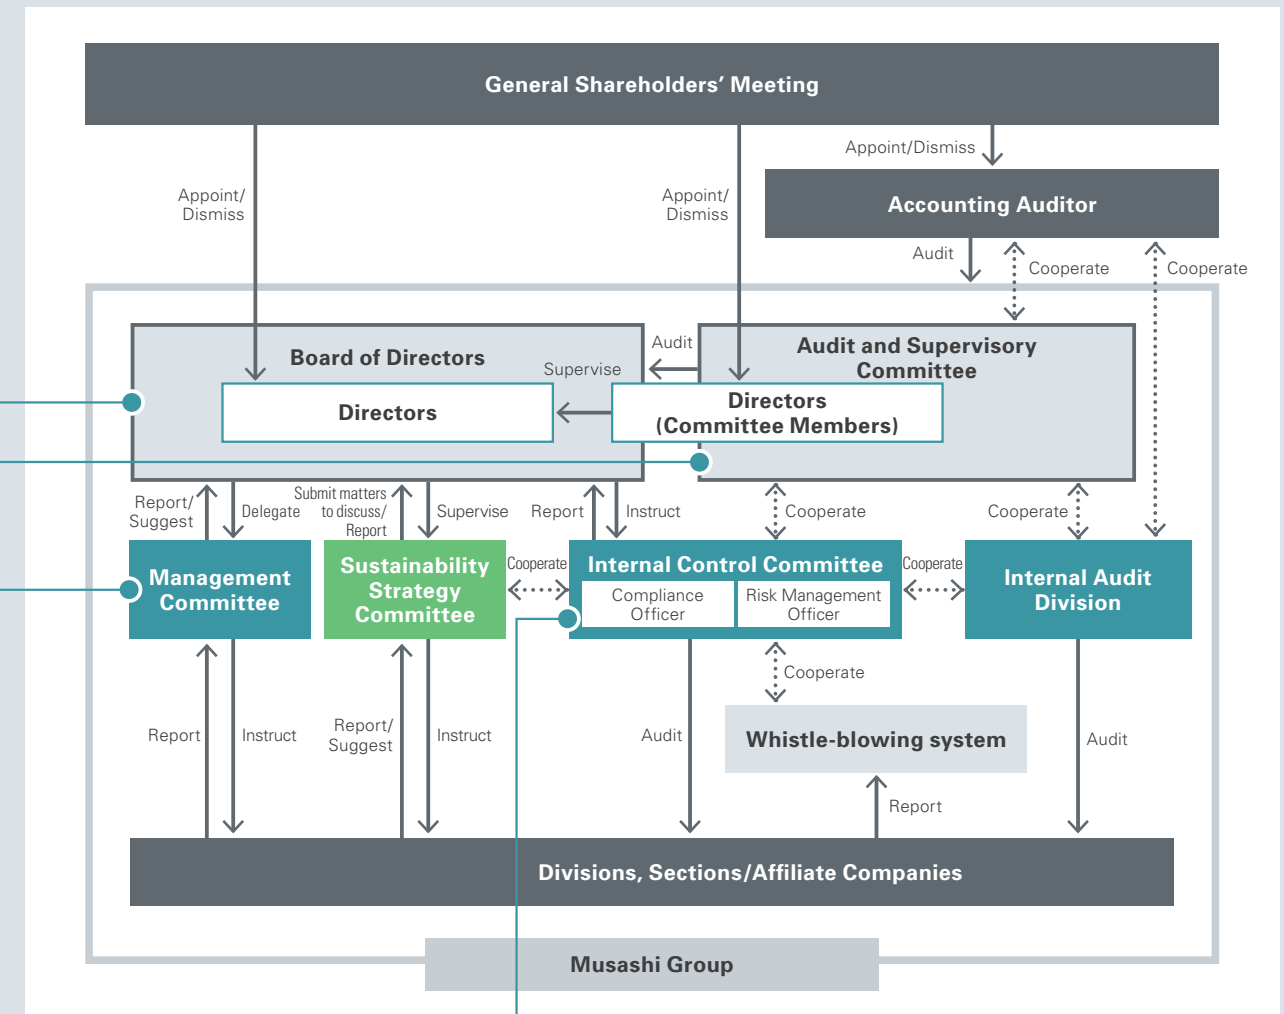 General Shareholders’ Meeting
Appoint/Dismiss
Appoint/
Dismiss
Appoint/
Dismiss
Accounting Auditor
Audit
Cooperate
Cooperate
Board of Directors
Audit
Supervise
Audit and Supervisory
Committee
Directors
Directors
(Committee Members)
Report/
Suggest
Delegate
Submit matters
to discuss/
Report
Supervise
Report
Instruct
Cooperate
Cooperate
Management
Committee
Sustainability
Strategy
Committee
Cooperate
Internal Control Committee
Compliance
Officer
Risk Management
Officer
Cooperate
Internal Audit
Division
Cooperate
Report
Instruct
Report/
Suggest
Instruct
Audit
Whistle-blowing system
Audit
Report
Divisions, Sections/Affiliate Companies
Musashi Group